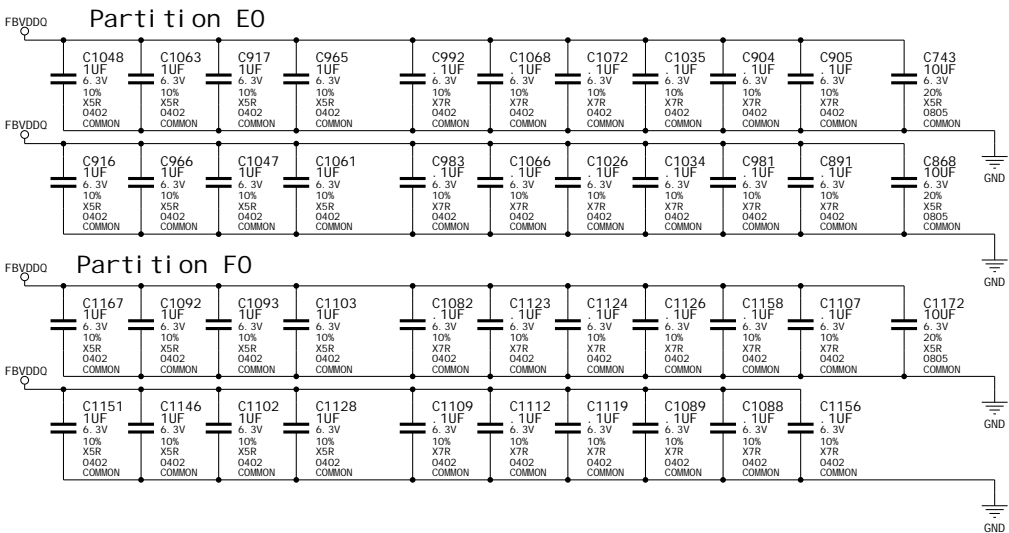 Partition E0
FBVDDQ
C1048 C1063 C917 C965 C992 C1068 C1072 C1035 C904 C905 C743
1UF 1UF 1UF 1UF .1UF .1UF .1UF .1UF .1UF .1UF 10UF
6.3V 6.3V 6.3V 6.3V 6.3V 6.3V 6.3V 6.3V 6.3V 6.3V 6.3V
10% 10% 10% 10% 10% 10% 10% 10% 10% 10% 20%
X5R X5R X5R X5R X7R X7R X7R X7R X7R X7R X5R
0402 0402 0402 0402 0402 0402 0402 0402 0402 0402 0805
COMMON COMMON COMMON COMMON COMMON COMMON COMMON COMMON COMMON COMMON COMMON
FBVDDQ
GND
C916 C966 C1047 C1061 C983 C1066 C1026 C1034 C981 C891 C868
1UF 1UF 1UF 1UF .1UF .1UF .1UF .1UF .1UF .1UF 10UF
6.3V 6.3V 6.3V 6.3V 6.3V 6.3V 6.3V 6.3V 6.3V 6.3V 6.3V
10% 10% 10% 10% 10% 10% 10% 10% 10% 10% 20%
X5R X5R X5R X5R X7R X7R X7R X7R X7R X7R X5R
0402 0402 0402 0402 0402 0402 0402 0402 0402 0402 0805
COMMON COMMON COMMON COMMON COMMON COMMON COMMON COMMON COMMON COMMON COMMON
GND
Partition F0
FBVDDQ
C1167 C1092 C1093 C1103 C1082 C1123 C1124 C1126 C1158 C1107 C1172
1UF 1UF 1UF 1UF .1UF .1UF .1UF .1UF .1UF .1UF 10UF
6.3V 6.3V 6.3V 6.3V 6.3V 6.3V 6.3V 6.3V 6.3V 6.3V 6.3V
10% 10% 10% 10% 10% 10% 10% 10% 10% 10% 20%
X5R X5R X5R X5R X7R X7R X7R X7R X7R X7R X5R
0402 0402 0402 0402 0402 0402 0402 0402 0402 0402 0805
COMMON COMMON COMMON COMMON COMMON COMMON COMMON COMMON COMMON COMMON COMMON
FBVDDQ
GND
C1151 C1146 C1102 C1128 C1109 C1112 C1119 C1089 C1088 C1156
1UF 1UF 1UF 1UF .1UF .1UF .1UF .1UF .1UF .1UF
6.3V 6.3V 6.3V 6.3V 6.3V 6.3V 6.3V 6.3V 6.3V 6.3V
10% 10% 10% 10% 10% 10% 10% 10% 10% 10%
X5R X5R X5R X5R X7R X7R X7R X7R X7R X7R
0402 0402 0402 0402 0402 0402 0402 0402 0402 0402
COMMON COMMON COMMON COMMON COMMON COMMON COMMON COMMON COMMON COMMON
GND